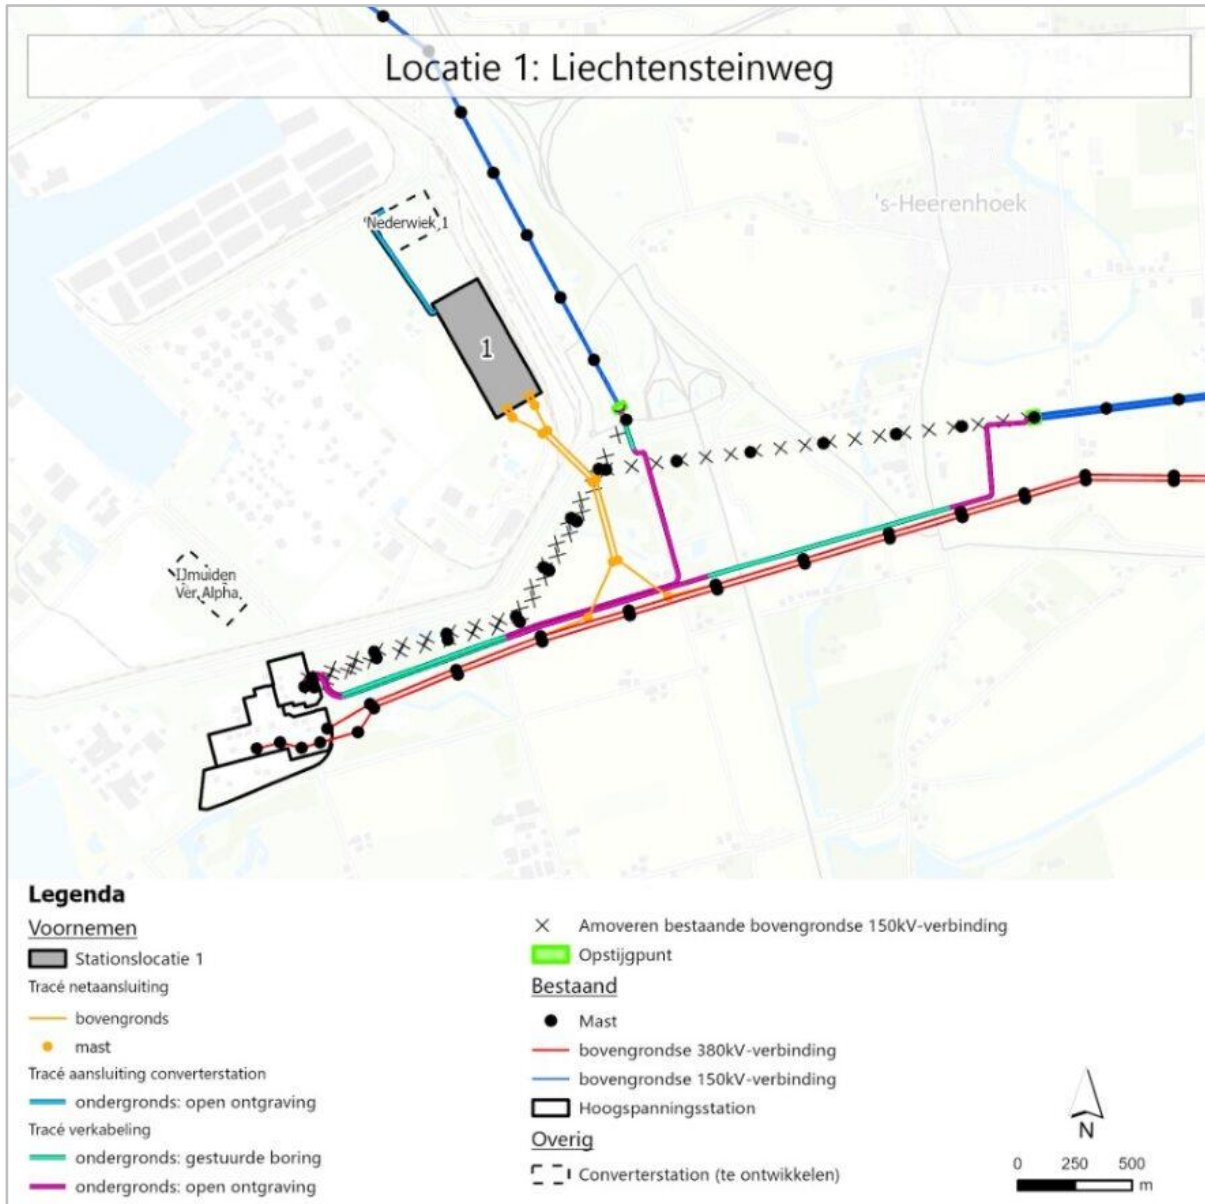 Locatie 1: Liechtensteinweg
's-Heerenhoek
'Nederwiek 1
1
IJmuiden
Ver Alpha
Legenda
Voornemen
Stationslocatie 1
Tracé netaansluiting
bovengronds
mast
Tracé aansluiting converterstation
ondergronds: open ontgraving
Tracé verkabeling
ondergronds: gestuurde boring
ondergronds: open ontgraving
Amoveren bestaande bovengrondse 150kV-verbinding
Opstijgpunt
Bestaand
Mast
bovengrondse 380kV-verbinding
bovengrondse 150kV-verbinding
Hoogspanningsstation
Overig
Converterstation (te ontwikkelen)
N
0 250 500
m